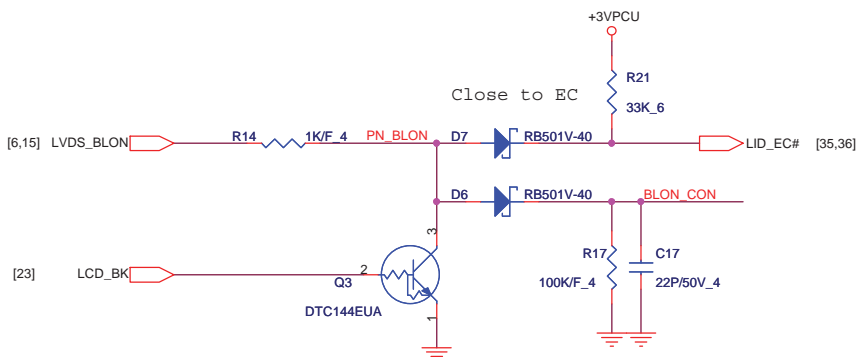 +3VPCU
R21
33K_6
Close to EC
[6,15] LVDS_BLON
R14 1K/F_4
PN_BLON
D7 RB501V-40
LID_EC# [35,36]
D6 RB501V-40
BLON_CON
3
R17
100K/F_4
C17
22P/50V_4
[23] LCD_BK
2
Q3
DTC144EUA
1